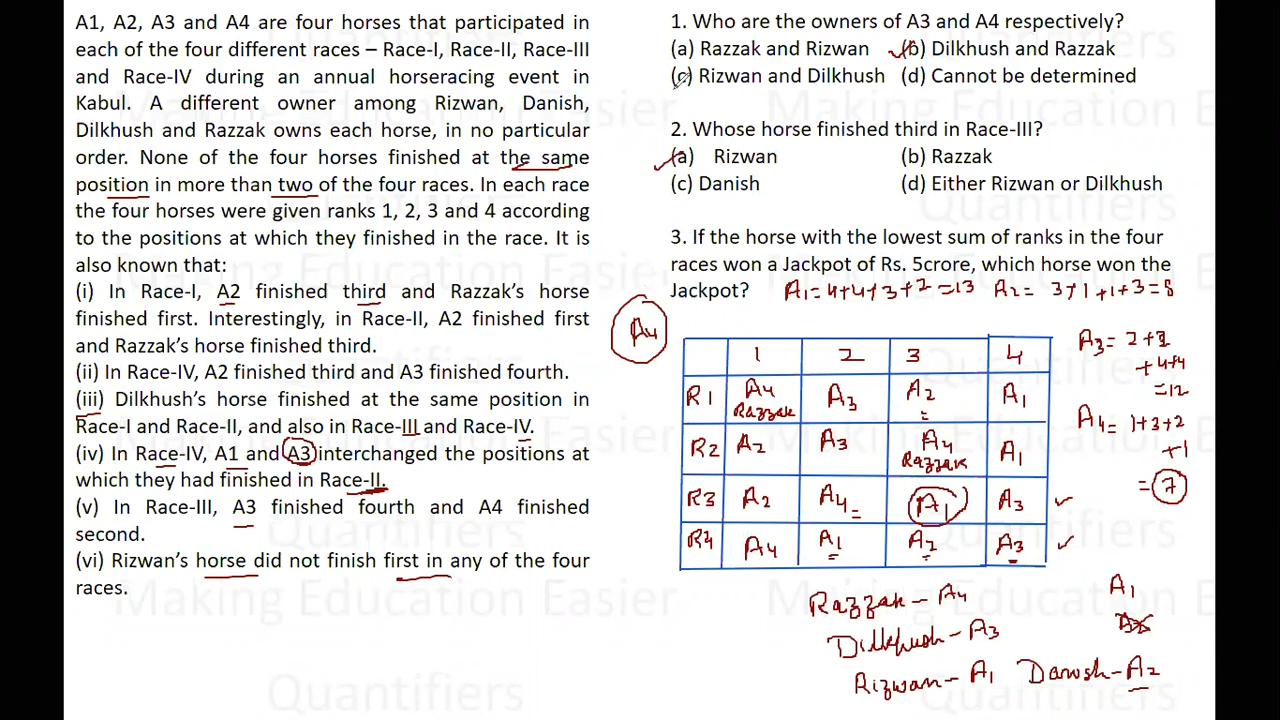 A1, A2, A3 and A4 are four horses that participated in
each of the four different races – Race-I, Race-II, Race-III
and Race-IV during an annual horseracing event in
Kabul. A different owner among Rizwan, Danish,
Dilkhush and Razzak owns each horse, in no particular
order. None of the four horses finished at the same
position in more than two of the four races. In each race
the four horses were given ranks 1, 2, 3 and 4 according
to the positions at which they finished in the race. It is
also known that:
(i) In Race-I, A2 finished third and Razzak's horse
finished first. Interestingly, in Race-II, A2 finished first
and Razzak's horse finished third.
(ii) In Race-IV, A2 finished third and A3 finished fourth.
(iii) Dilkhush's horse finished at the same position in
Race-I and Race-II, and also in Race-III and Race-IV.
(iv) In Race-IV, A1 and A3 interchanged the positions at
which they had finished in Race-II.
(v) In Race-III, A3 finished fourth and A4 finished
second.
(vi) Rizwan's horse did not finish first in any of the four
races.
1. Who are the owners of A3 and A4 respectively?
(a) Razzak and Rizwan (b) Dilkhush and Razzak
(c) Rizwan and Dilkhush (d) Cannot be determined
2. Whose horse finished third in Race-III?
(a) Rizwan (b) Razzak
(c) Danish (d) Either Rizwan or Dilkhush
3. If the horse with the lowest sum of ranks in the four
races won a Jackpot of Rs. 5crore, which horse won the
Jackpot? A1 = 4+4+3+2 = 13 A2 = 3+1+1+3 = 8
A4
A3 = 2+2
+4+4
=12
A4 = 1+3+2
+1
= 7
1 2 3 4
R1 A4 A3 A2 A1
Razzak
R2 A2 A3 A4 A1
Razzak
R3 A2 A4 A1 A3
R4 A4 A1 A2 A3
Razzak – A4 A1
Dilkhush – A3
Rizwan – A1 Danish – A2
Making Education Easier
Quantifiers